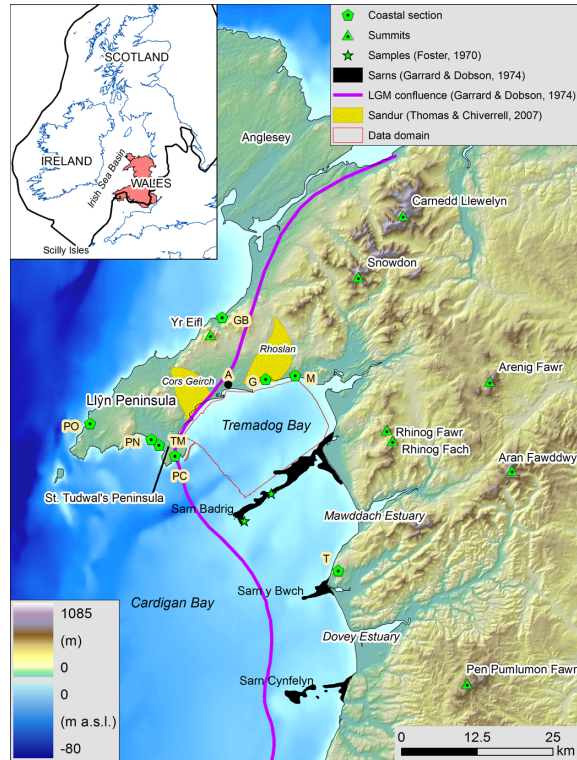 SCOTLAND
IRELAND
Irish Sea Basin
WALES
Scilly Isles
Coastal section
Summits
Samples (Foster, 1970)
Sarns (Garrard & Dobson, 1974)
LGM confluence (Garrard & Dobson, 1974)
Sandur (Thomas & Chiverrell, 2007)
Data domain
Anglesey
Carnedd Llewelyn
Snowdon
Yr Eifl
GB
Rhoslan
Cors Geirch
A
G
M
Arenig Fawr
Llŷn Peninsula
PO
Tremadog Bay
PN
TM
Rhinog Fawr
Rhinog Fach
PC
Aran Fawddwy
St. Tudwal's Peninsula
Sarn Badrig
Mawddach Estuary
T
Sarn y Bwch
Cardigan Bay
Dovey Estuary
Sarn Cynfelyn
Pen Pumlumon Fawr
1085
(m)
0
0
(m a.s.l.)
-80
0 12.5 25
km